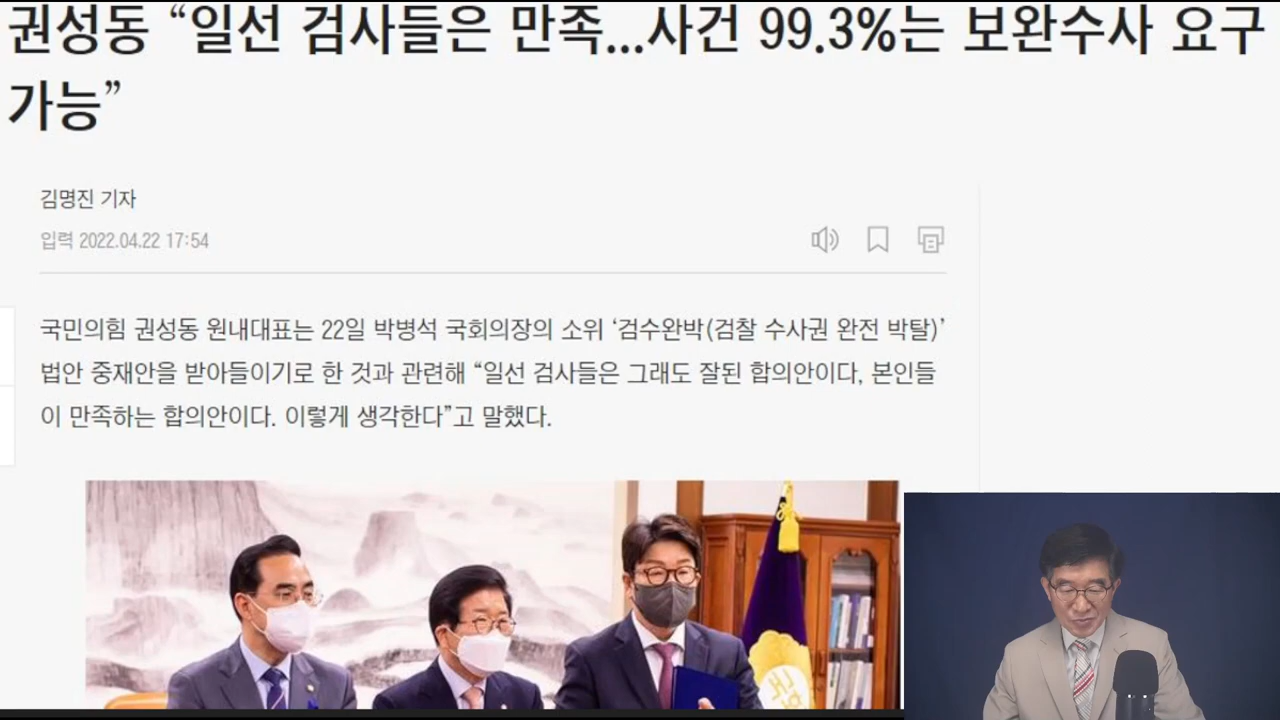 권성동 “일선 검사들은 만족...사건 99.3%는 보완수사 요구
가능”
김명진 기자
입력 2022.04.22 17:54
국민의힘 권성동 원내대표는 22일 박병석 국회의장의 소위 ‘검수완박(검찰 수사권 완전 박탈)’
법안 중재안을 받아들이기로 한 것과 관련해 “일선 검사들은 그래도 잘된 합의안이다, 본인들
이 만족하는 합의안이다. 이렇게 생각한다”고 말했다.